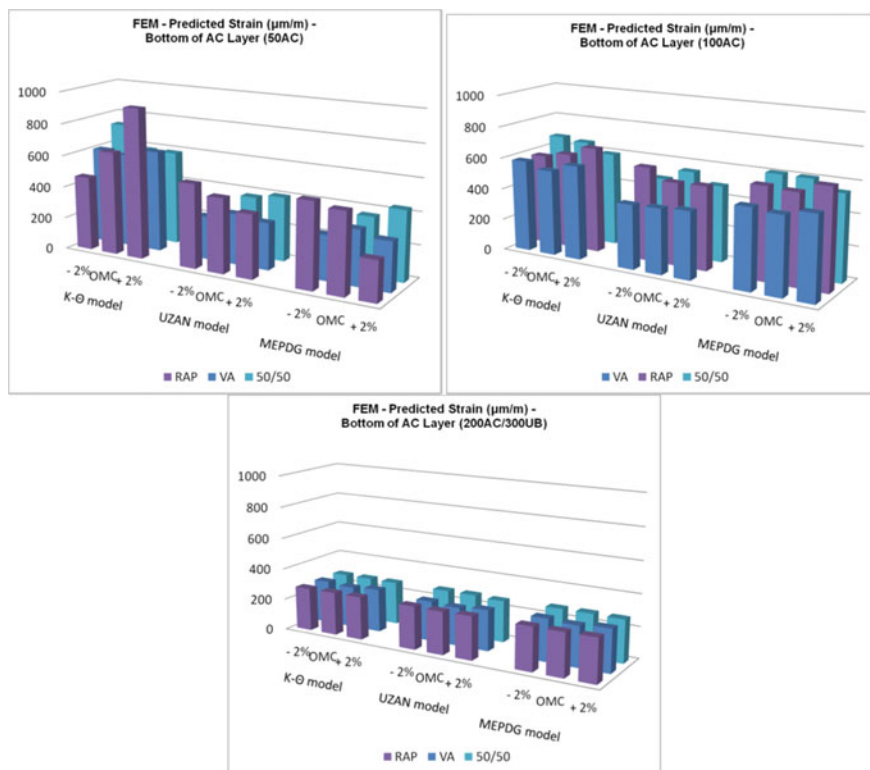 FEM - Predicted Strain (µm/m) -
Bottom of AC Layer (50AC)
1000
800
600
400
200
0
- 2%
OMC
+ 2%
- 2%
OMC
+ 2%
- 2%
OMC
+ 2%
K-Θ model
UZAN model
MEPDG model
RAP VA 50/50
FEM - Predicted Strain (µm/m) -
Bottom of AC Layer (100AC)
1000
800
600
400
200
0
- 2%
OMC
+ 2%
- 2%
OMC
+ 2%
- 2%
OMC
+ 2%
K-Θ model
UZAN model
MEPDG model
VA RAP 50/50
FEM - Predicted Strain (µm/m) -
Bottom of AC Layer (200AC/300UB)
1000
800
600
400
200
0
- 2%
OMC
+ 2%
- 2%
OMC
+ 2%
- 2%
OMC
+ 2%
K-Θ model
UZAN model
MEPDG model
RAP VA 50/50